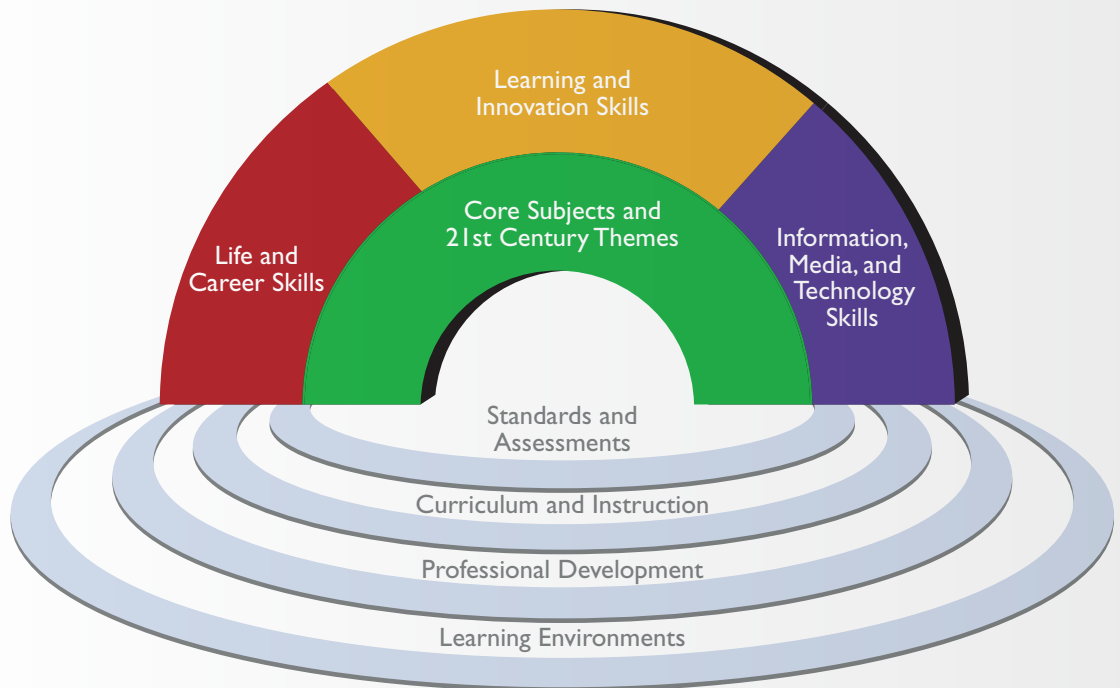 Learning and
Innovation Skills
Core Subjects and
21st Century Themes
Life and
Career Skills
Information,
Media, and
Technology
Skills
Standards and
Assessments
Curriculum and Instruction
Professional Development
Learning Environments